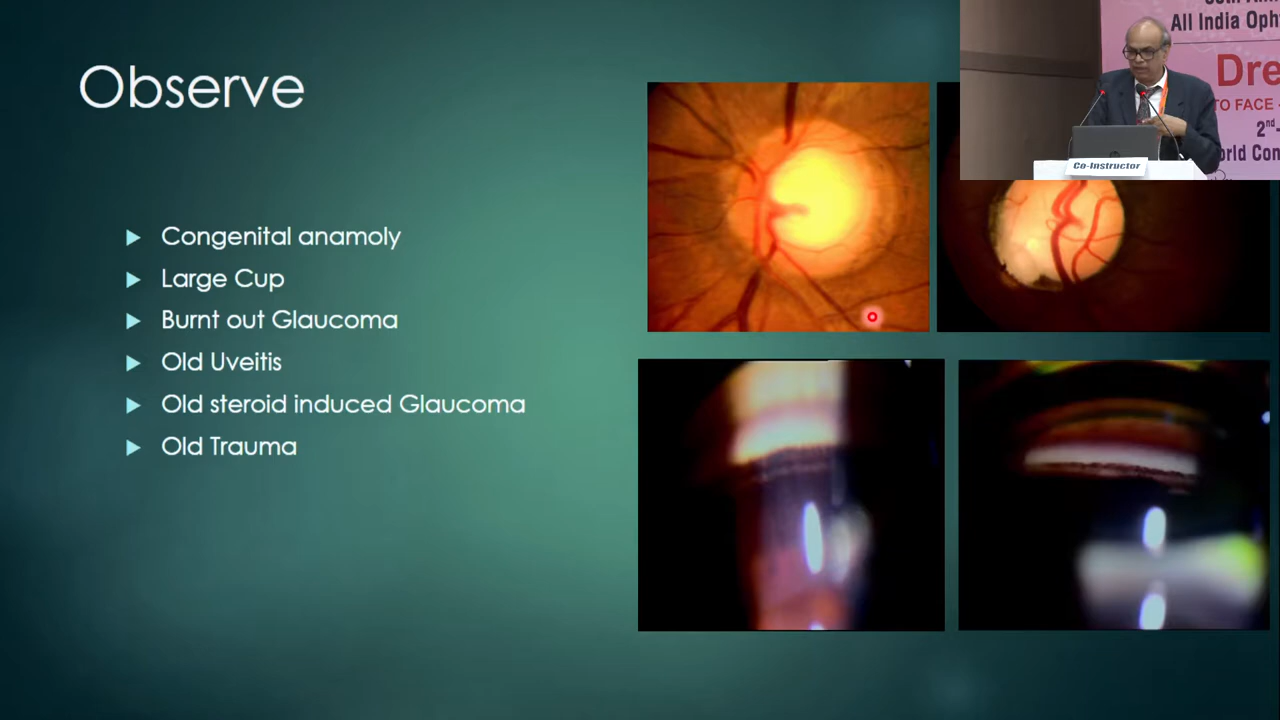 Observe
Congenital anamoly
Large Cup
Burnt out Glaucoma
Old Uveitis
Old steroid induced Glaucoma
Old Trauma
All India Oph
Dre
TO FACE
2nd
orld Con
Co-Instructor